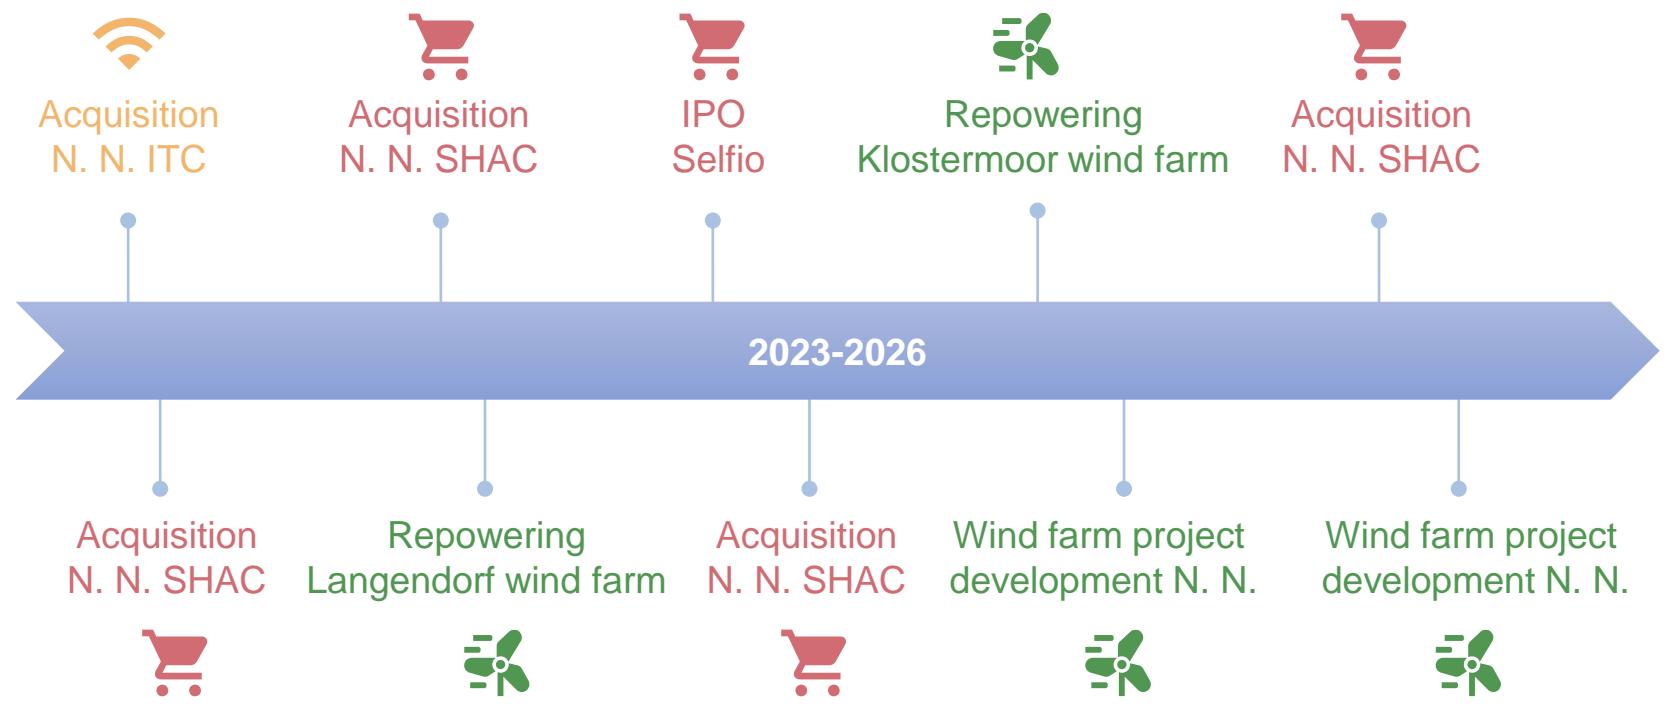 Acquisition
N. N. ITC
Acquisition
N. N. SHAC
IPO
Selfio
Repowering
Klostermoor wind farm
Acquisition
N. N. SHAC
2023-2026
Acquisition
N. N. SHAC
Repowering
Langendorf wind farm
Acquisition
N. N. SHAC
Wind farm project
development N. N.
Wind farm project
development N. N.